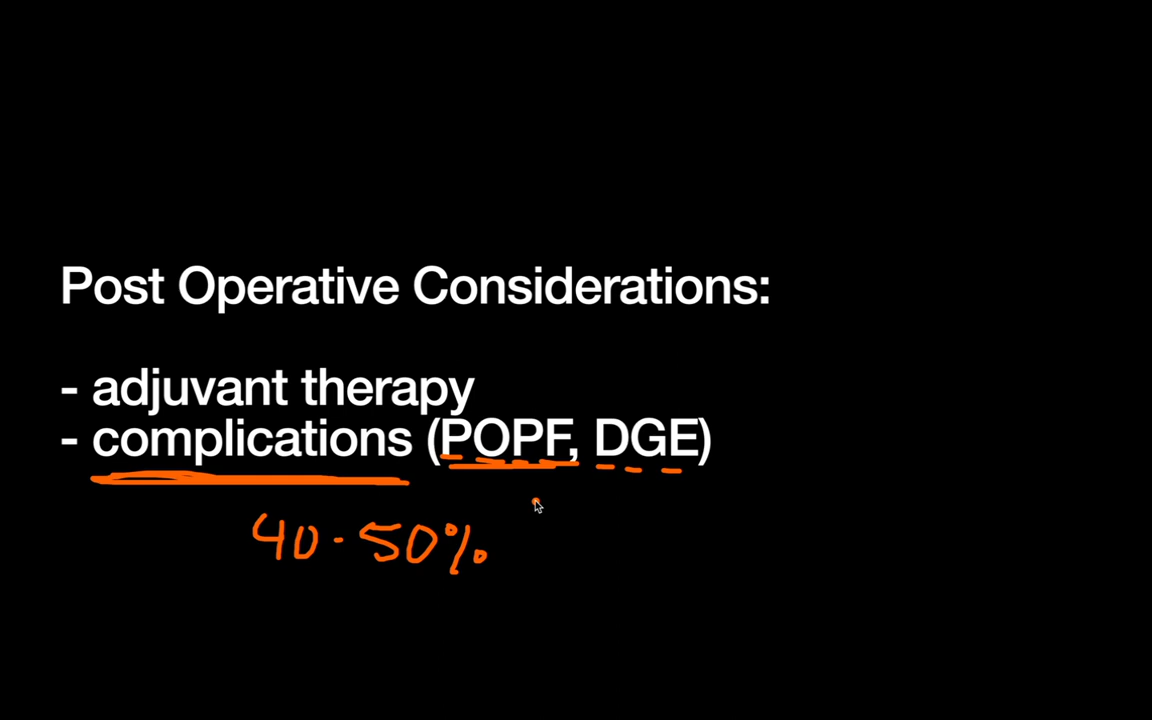 Post Operative Considerations:
- adjuvant therapy
- complications (POPF, DGE)
40-50%